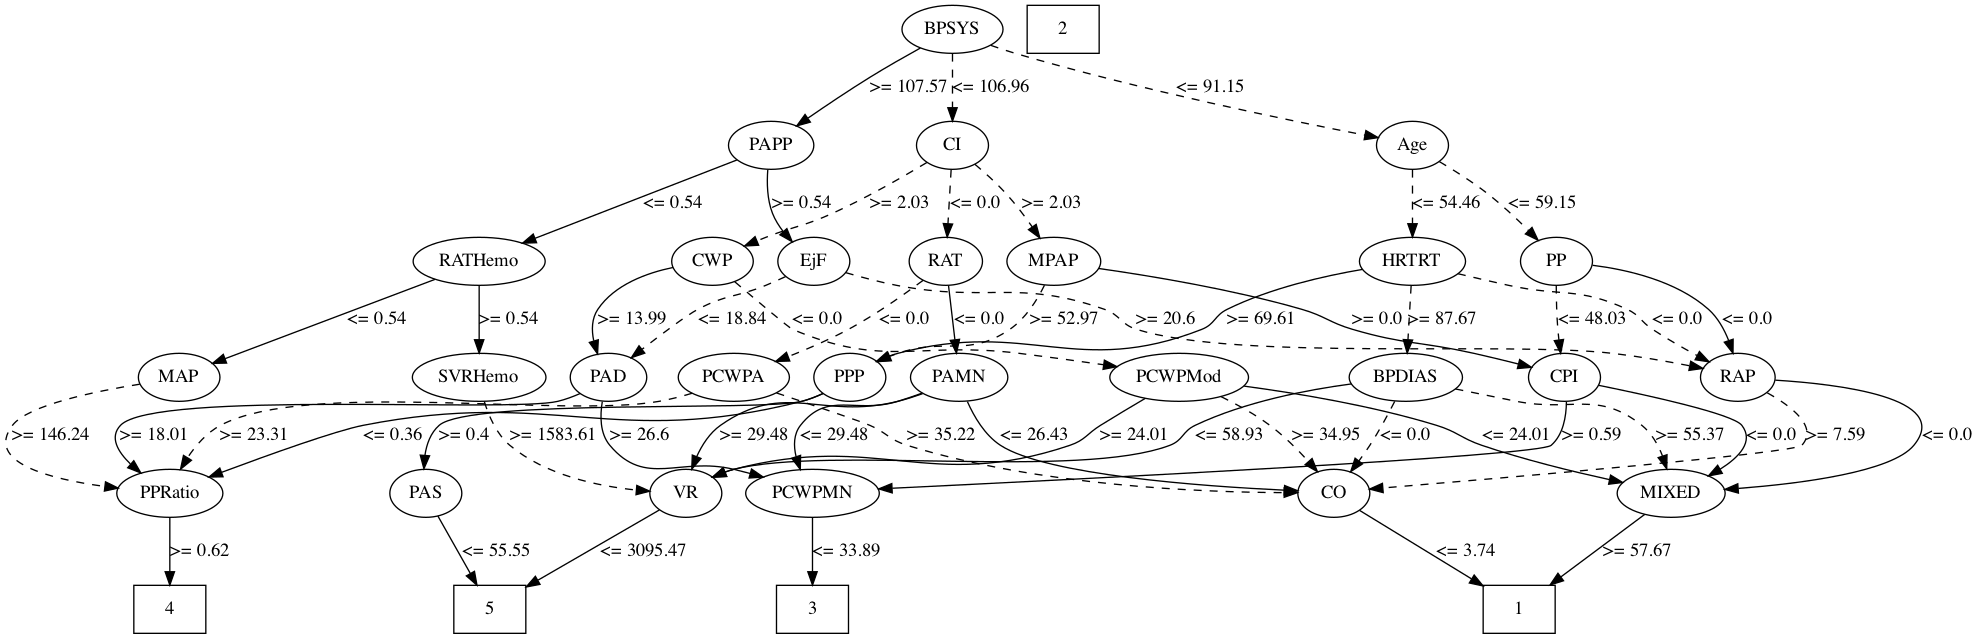 BPSYS 2
>= 107.57 <= 106.96 <= 91.15
PAPP CI Age
<= 0.54 >= 0.54 >= 2.03 <= 0.0 >= 2.03 <= 54.46 <= 59.15
RATHemo CWP EjF RAT MPAP HRTRT PP
<= 0.54 >= 0.54 >= 13.99 <= 18.84 <= 0.0 <= 0.0 <= 0.0 >= 52.97 >= 20.6 >= 69.61 >= 0.0 >= 87.67 <= 48.03 <= 0.0 <= 0.0
MAP SVRHemo PAD PCWPA PPP PAMN PCWPMod BPDIAS CPI RAP
>= 146.24 >= 18.01 >= 23.31 <= 0.36 >= 0.4 >= 1583.61 >= 26.6 >= 29.48 <= 29.48 >= 35.22 <= 26.43 >= 24.01 <= 58.93 >= 34.95 <= 0.0 <= 24.01 >= 0.59 >= 55.37 <= 0.0 >= 7.59 <= 0.0
PPRatio PAS VR PCWPMN CO MIXED
>= 0.62 <= 55.55 <= 3095.47 <= 33.89 <= 3.74 >= 57.67
4 5 3 1